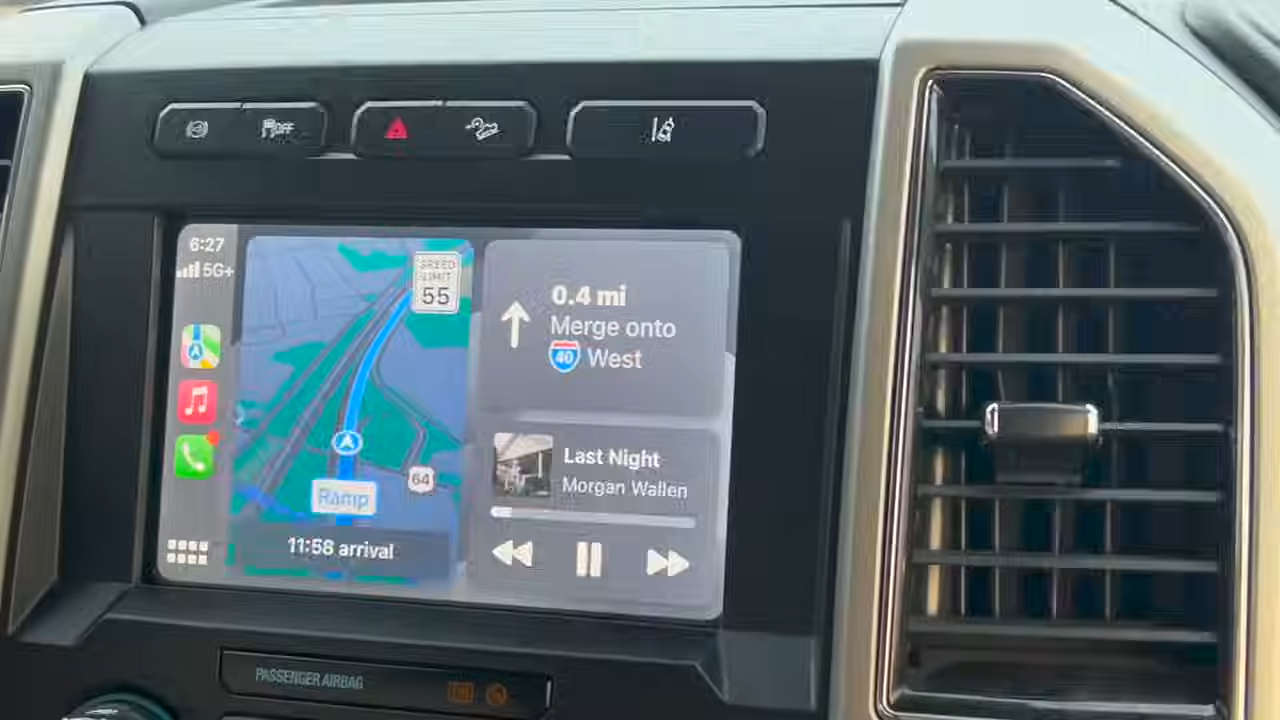 OFF
6:27
5G+
SPEED
LIMIT
55
0.4 mi
Merge onto
40 West
64
Ramp
11:58 arrival
Last Night
Morgan Wallen
PASSENGER AIRBAG